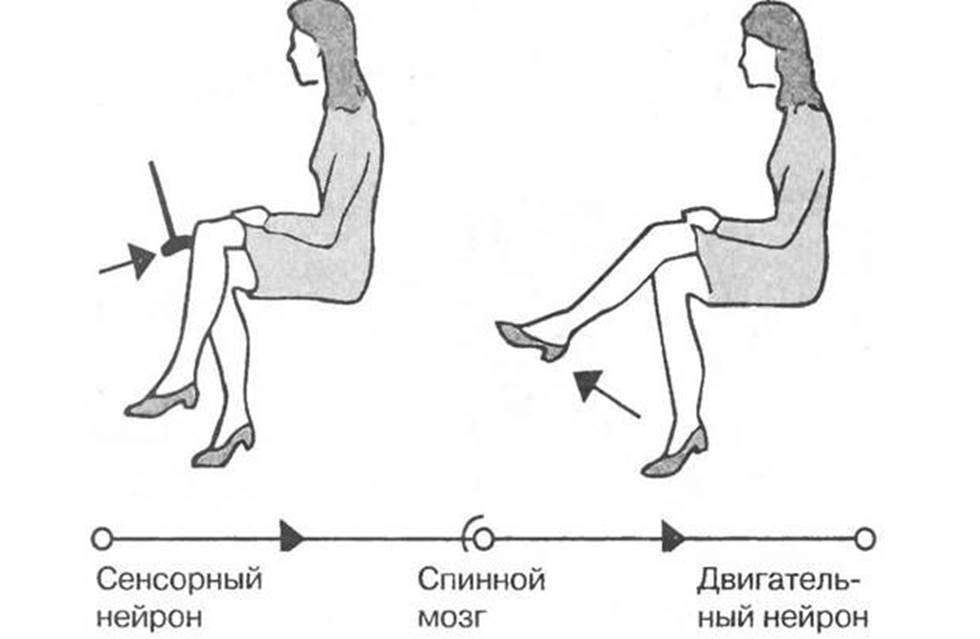 Сенсорный
нейрон
Спинной
мозг
Двигатель-
ный нейрон